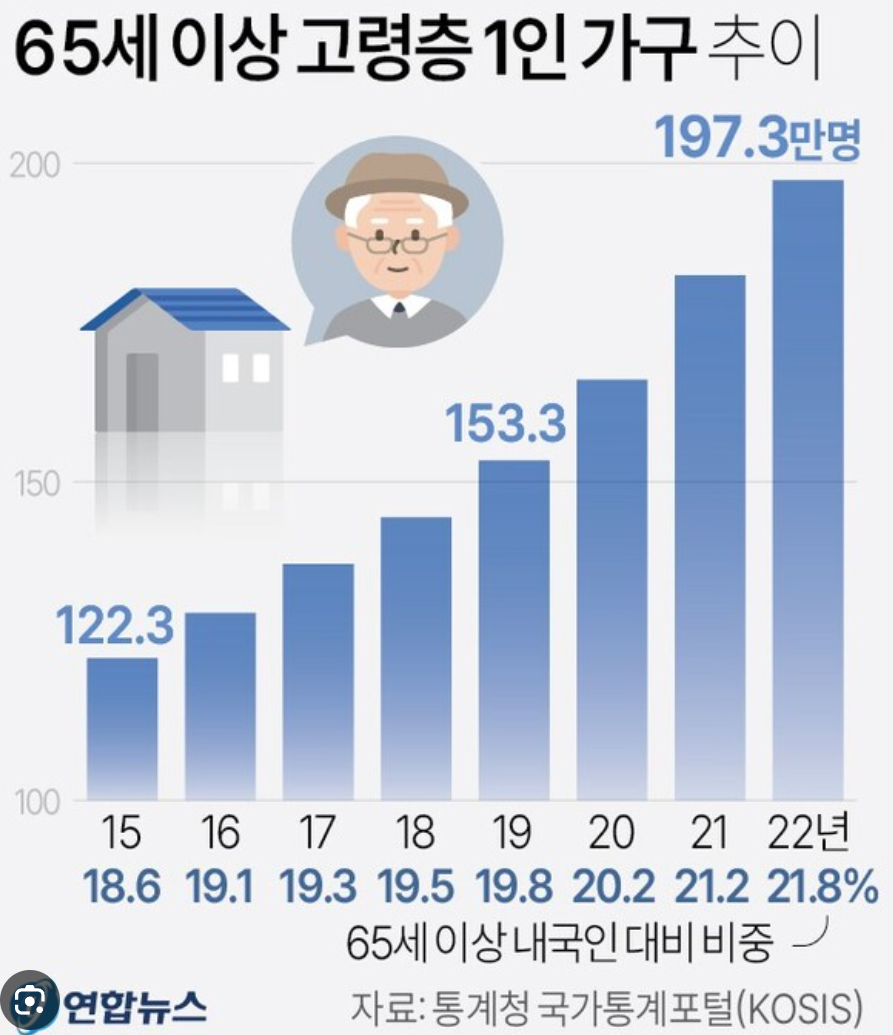 65세 이상 고령층 1인 가구 추이
197.3만명
200
153.3
150
122.3
100
15 16 17 18 19 20 21 22년
18.6 19.1 19.3 19.5 19.8 20.2 21.2 21.8%
65세 이상 내국인 대비 비중
연합뉴스
자료: 통계청 국가통계포털(KOSIS)